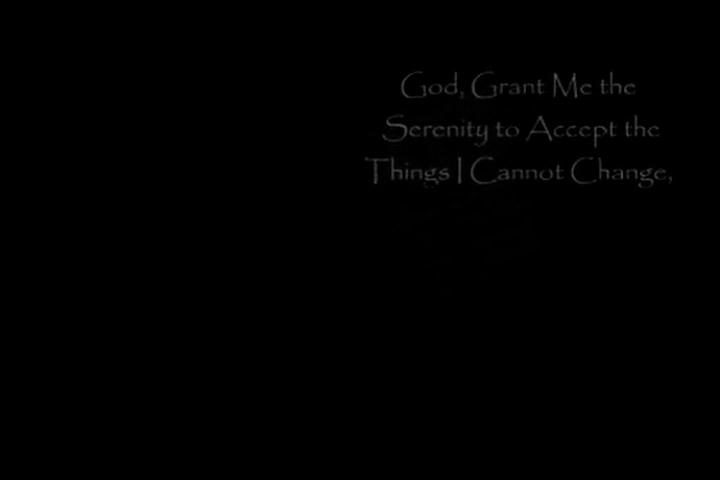 God, Grant Me the
Serenity to Accept the
Things I Cannot Change,